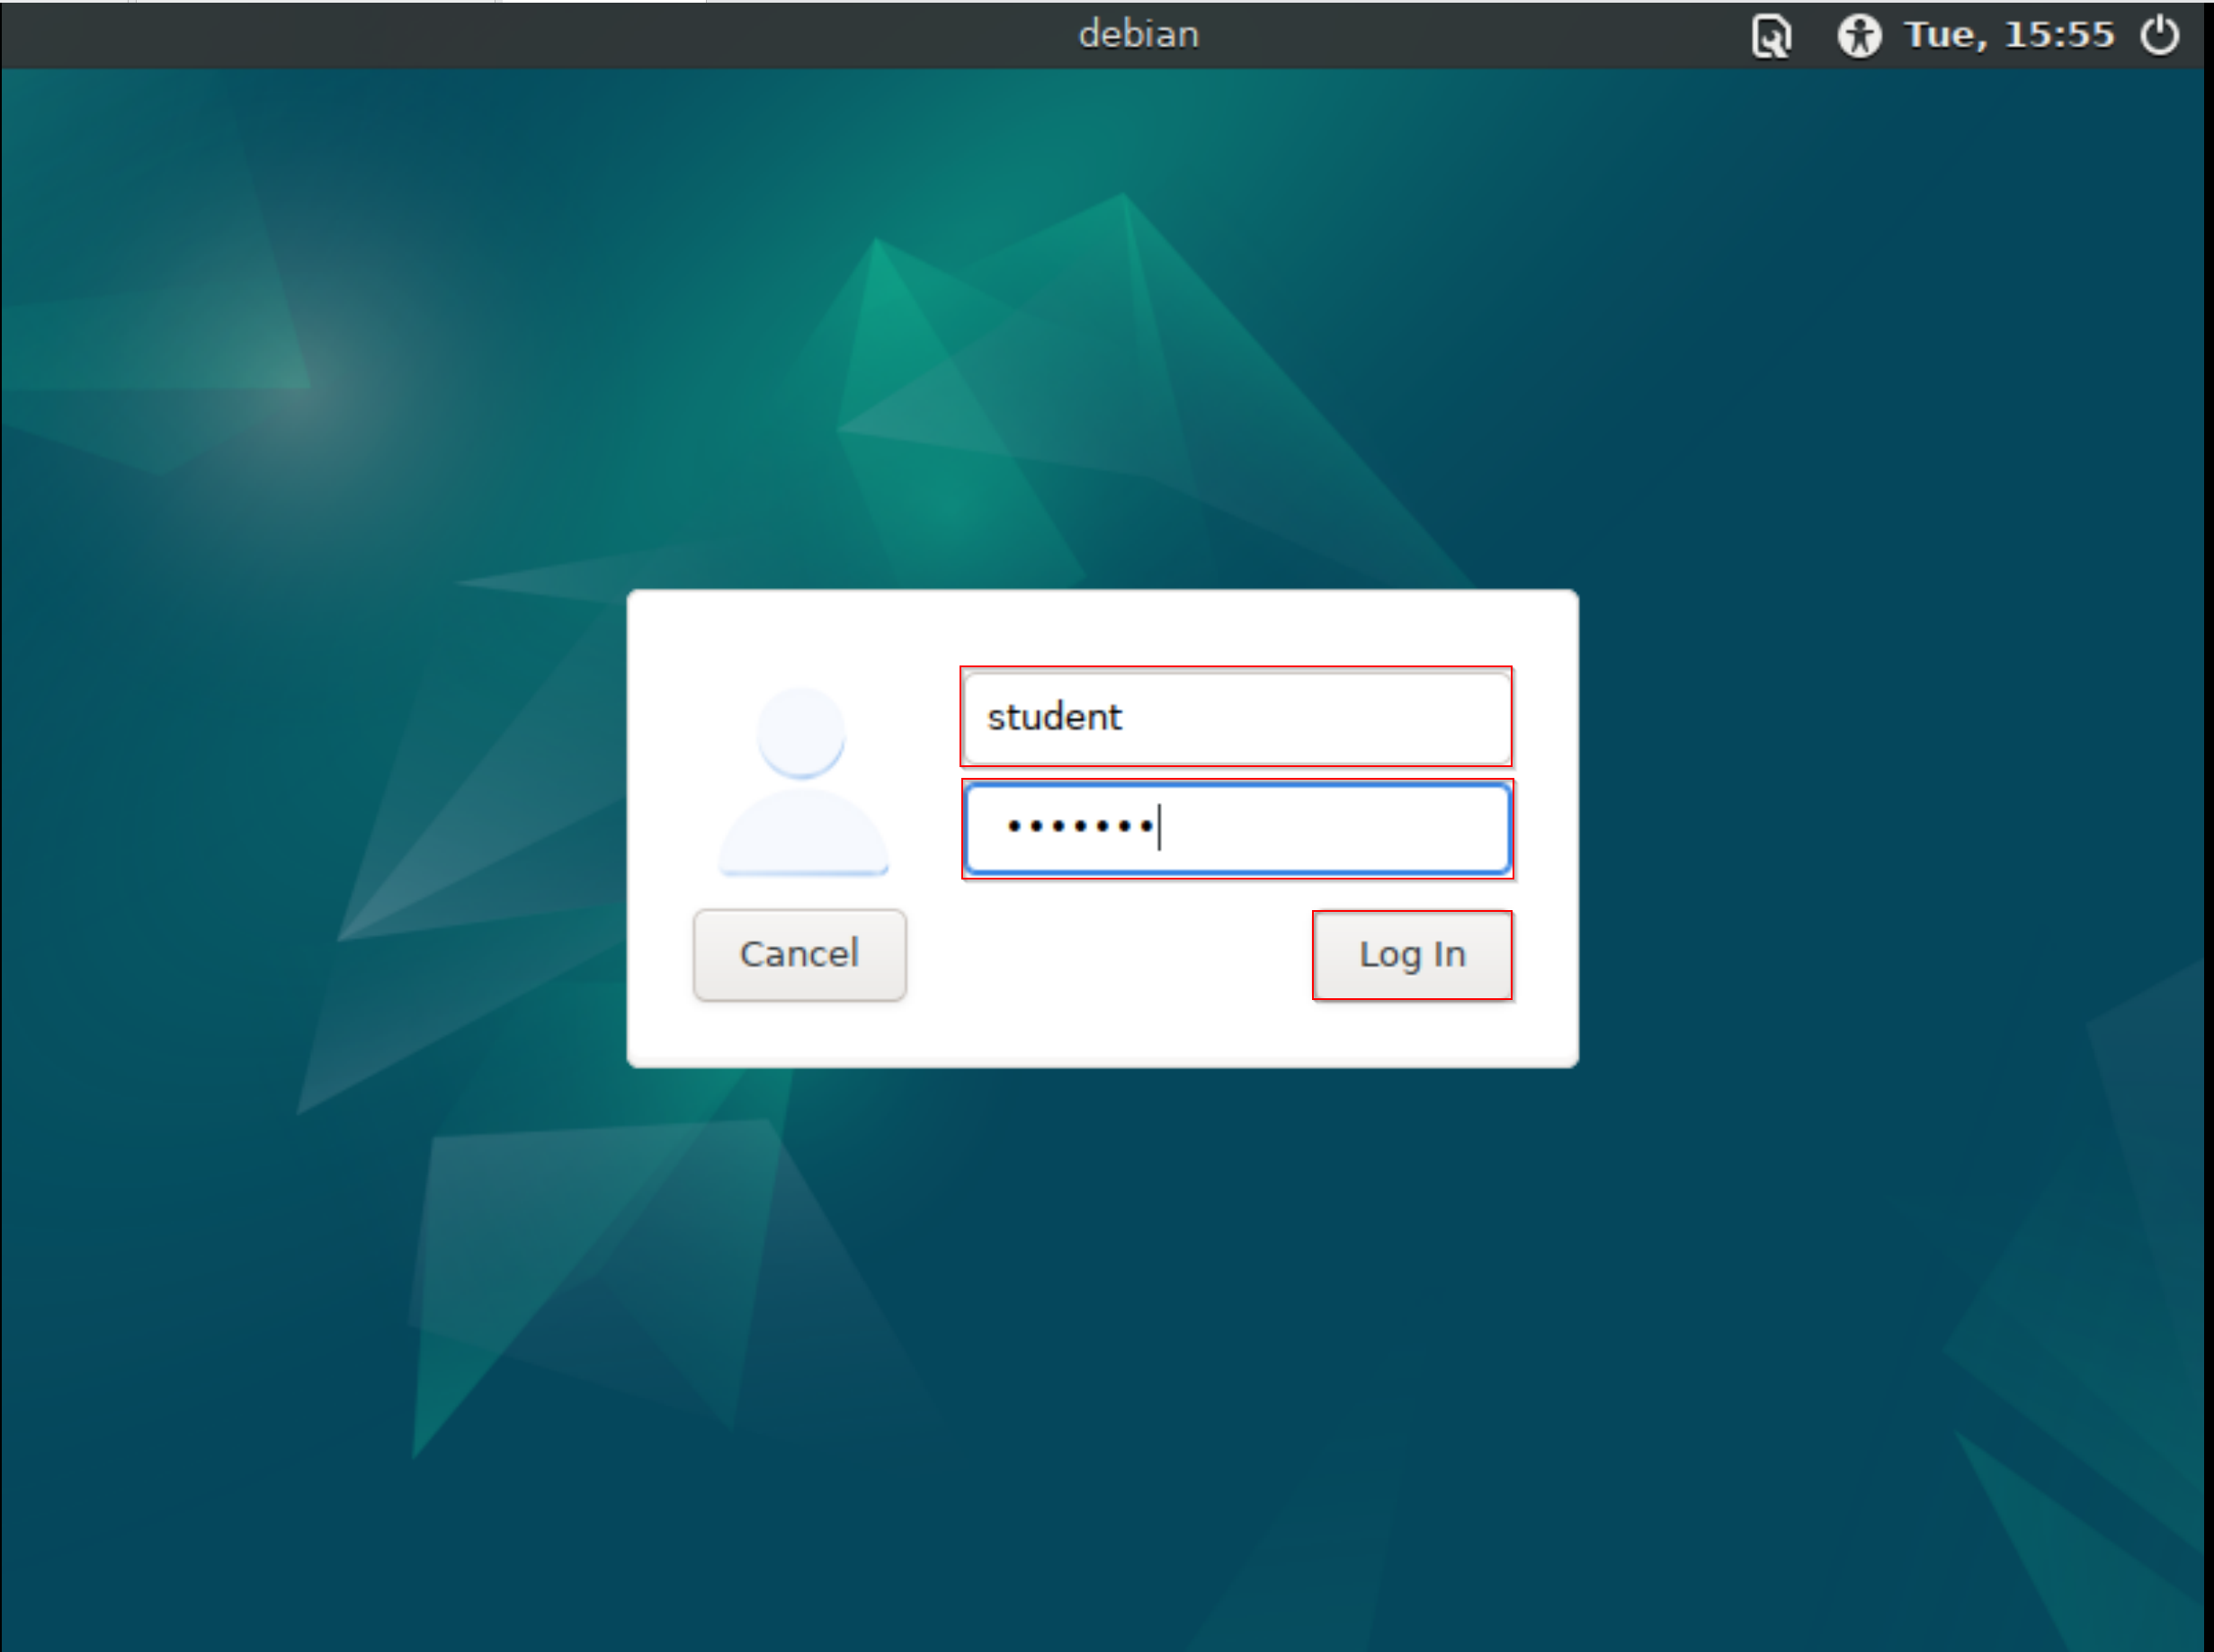 debian Tue, 15:55
student
•••••••
Cancel Log In